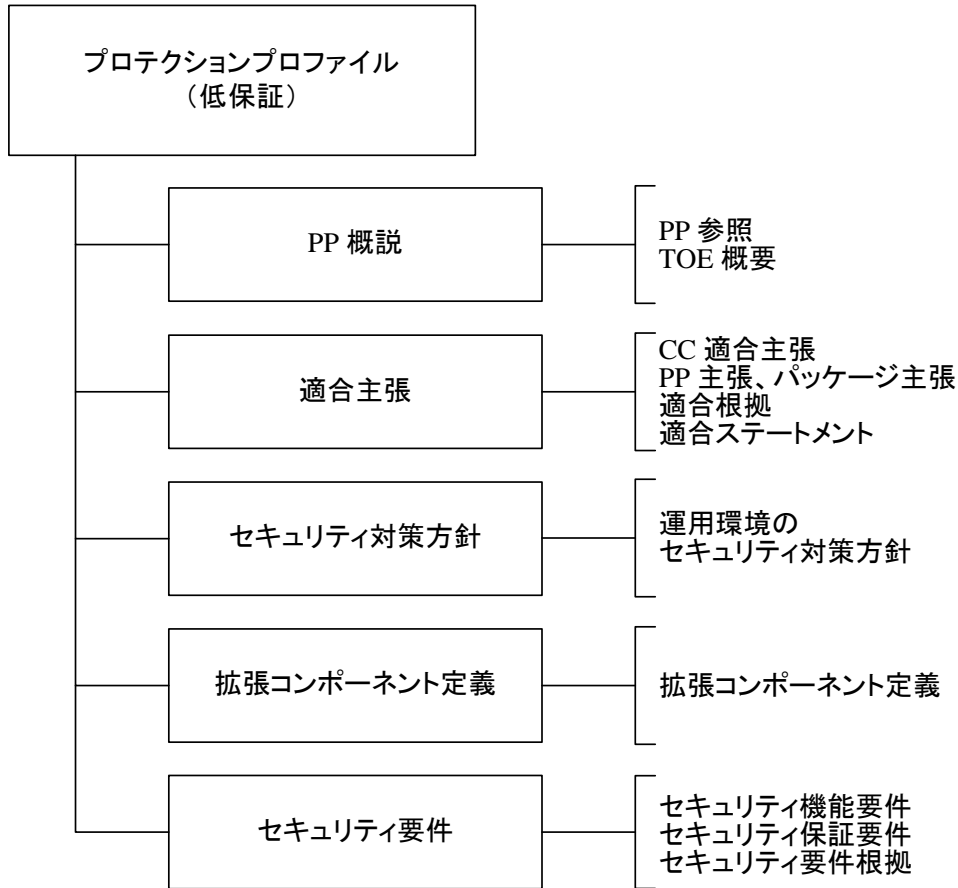 プロテクションプロファイル
（低保証）
PP 概説
PP 参照
TOE 概要
適合主張
CC 適合主張
PP 主張、パッケージ主張
適合根拠
適合ステートメント
セキュリティ対策方針
運用環境の
セキュリティ対策方針
拡張コンポーネント定義
拡張コンポーネント定義
セキュリティ要件
セキュリティ機能要件
セキュリティ保証要件
セキュリティ要件根拠